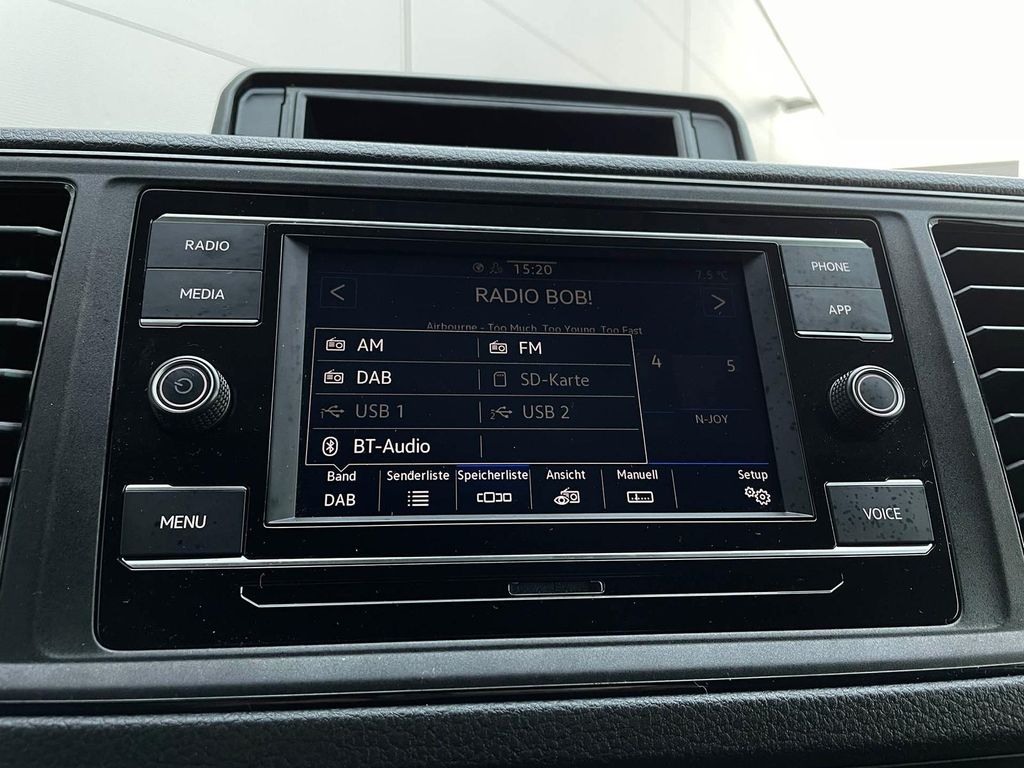 RADIO
MEDIA
MENU
PHONE
APP
VOICE
15:20
7.5 °C
<
RADIO BOB!
>
Airbourne - Too Much, Too Young, Too Fast
AM
FM
DAB
SD-Karte
1 USB 1
2 USB 2
BT-Audio
4
5
N-JOY
Band
Senderliste
Speicherliste
Ansicht
Manuell
Setup
DAB